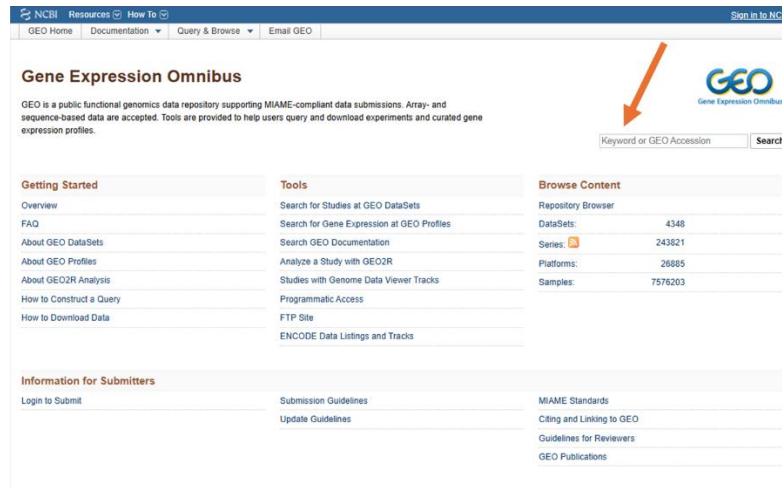 NCBI Resources How To Sign in to NC
GEO Home Documentation Query & Browse Email GEO
Gene Expression Omnibus
GEO is a public functional genomics data repository supporting MIAME-compliant data submissions. Array- and
sequence-based data are accepted. Tools are provided to help users query and download experiments and curated gene
expression profiles.
GEO
Gene Expression Omnibus
Keyword or GEO Accession Search
Getting Started Tools Browse Content
Overview Search for Studies at GEO DataSets Repository Browser
FAQ Search for Gene Expression at GEO Profiles DataSets: 4348
About GEO DataSets Search GEO Documentation Series: 243821
About GEO Profiles Analyze a Study with GEO2R Platforms: 26885
About GEO2R Analysis Studies with Genome Data Viewer Tracks Samples: 7576203
How to Construct a Query Programmatic Access
How to Download Data FTP Site
ENCODE Data Listings and Tracks
Information for Submitters
Login to Submit Submission Guidelines MIAME Standards
Update Guidelines Citing and Linking to GEO
Guidelines for Reviewers
GEO Publications